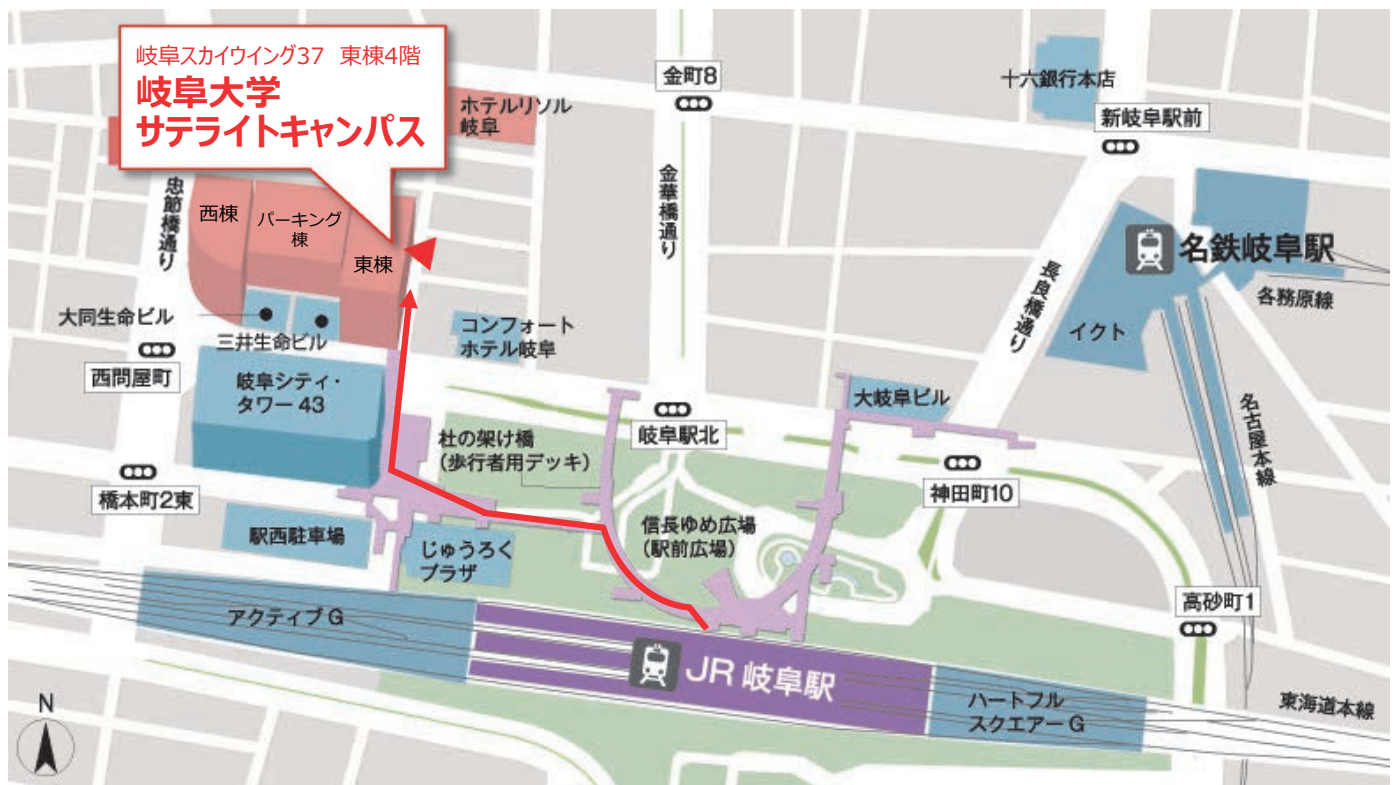 岐阜スカイウイング37 東棟4階
岐阜大学
サテライトキャンパス
ホテルリソル
岐阜
金町8
十六銀行本店
新岐阜駅前
忠節橋通り
西棟
パーキング
棟
東棟
金華橋通り
長良橋通り
名鉄岐阜駅
各務原線
イクト
大同生命ビル
三井生命ビル
コンフォート
ホテル岐阜
西問屋町
岐阜シティ・
タワー43
大岐阜ビル
名古屋本線
杜の架け橋
(歩行者用デッキ)
岐阜駅北
神田町10
橋本町2東
駅西駐車場
じゅうろく
プラザ
信長ゆめ広場
(駅前広場)
アクティブG
高砂町1
JR岐阜駅
ハートフル
スクエアーG
東海道本線
N